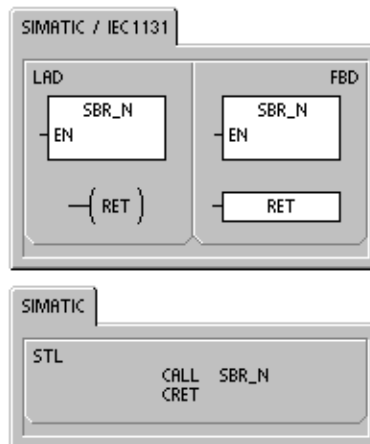 SIMATIC / IEC1131
LAD FBD
SBR_N SBR_N
EN EN
RET RET
SIMATIC
STL
CALL SBR_N
CRET